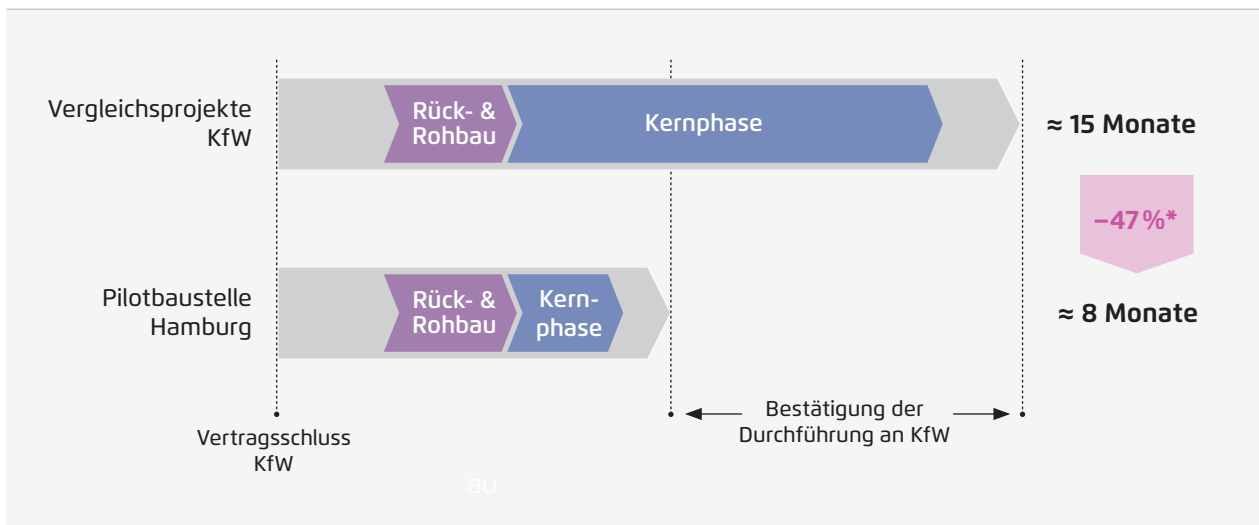 Vergleichsprojekte
KfW
Rück- &
Rohbau
Kernphase
≈ 15 Monate
–47 %*
Pilotbaustelle
Hamburg
Rück- &
Rohbau
Kern-
phase
≈ 8 Monate
Vertragsschluss
KfW
Bestätigung der
Durchführung an KfW
au